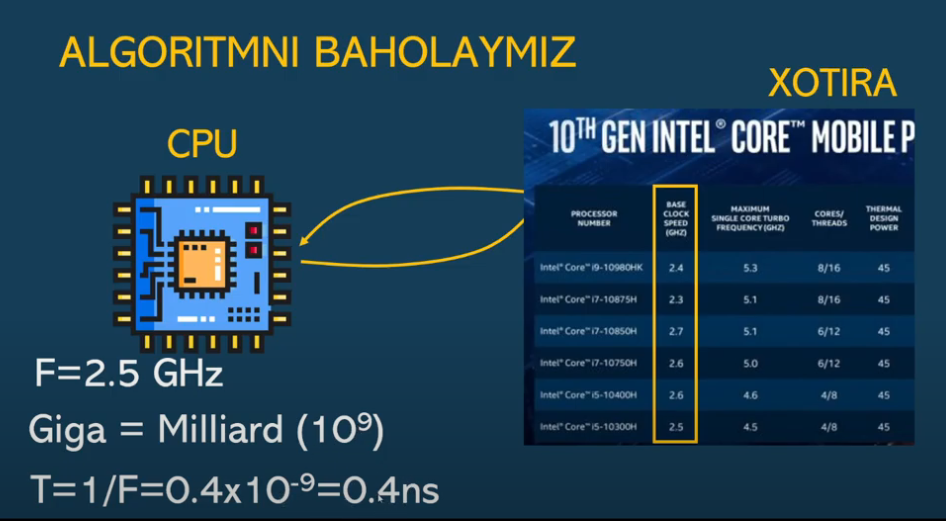 ALGORITMNI BAHOLAYMIZ
XOTIRA
CPU
10TH GEN INTEL® CORE™ MOBILE P
PROCESSOR NUMBER BASE CLOCK SPEED (GHZ) MAXIMUM SINGLE CORE TURBO FREQUENCY (GHZ) CORES/ THREADS THERMAL DESIGN POWER
Intel® Core™ i9-10980HK 2.4 5.3 8/16 45
Intel® Core™ i7-10875H 2.3 5.1 8/16 45
Intel® Core™ i7-10850H 2.7 5.1 6/12 45
Intel® Core™ i7-10750H 2.6 5.0 6/12 45
Intel® Core™ i5-10400H 2.6 4.6 4/8 45
Intel® Core™ i5-10300H 2.5 4.5 4/8 45
F=2.5 GHz
Giga = Milliard (10⁹)
T=1/F=0.4x10⁻⁹=0.4ns